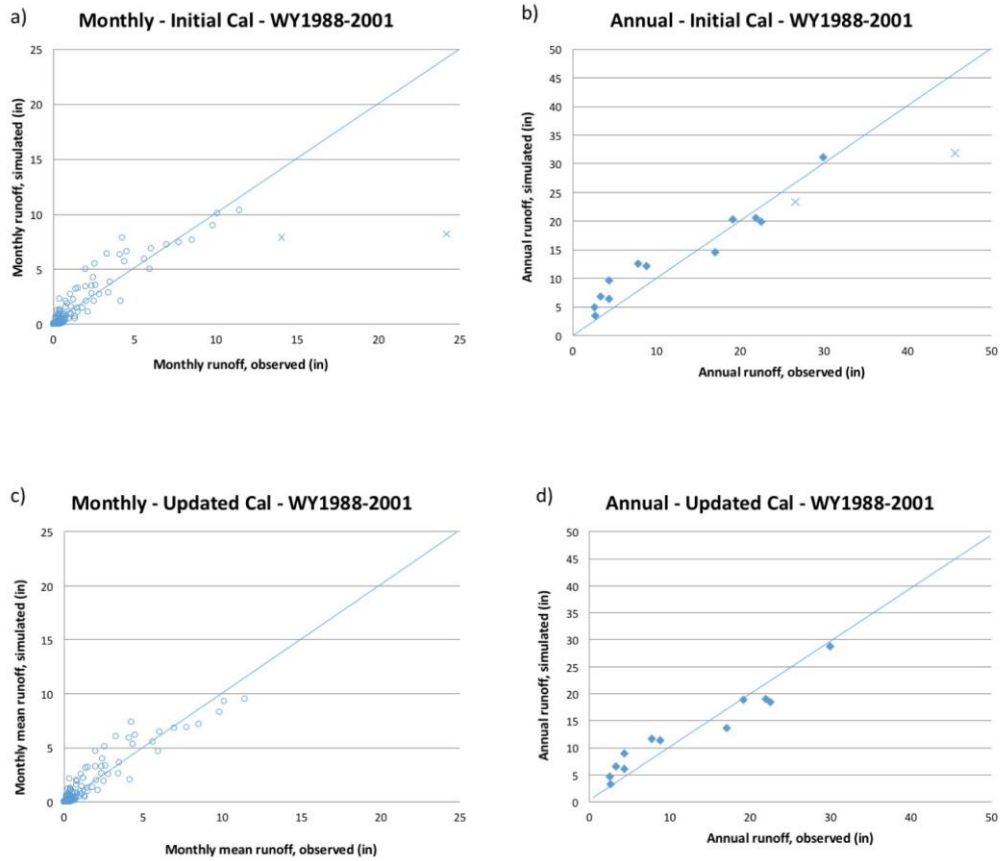 a)
Monthly - Initial Cal - WY1988-2001
25
20
15
10
5
0
Monthly runoff, simulated (in)
0 5 10 15 20 25
Monthly runoff, observed (in)
b)
Annual - Initial Cal - WY1988-2001
50
45
40
35
30
25
20
15
10
5
0
Annual runoff, simulated (in)
0 10 20 30 40 50
Annual runoff, observed (in)
c)
Monthly - Updated Cal - WY1988-2001
25
20
15
10
5
0
Monthly mean runoff, simulated (in)
0 5 10 15 20 25
Monthly mean runoff, observed (in)
d)
Annual - Updated Cal - WY1988-2001
50
45
40
35
30
25
20
15
10
5
0
Annual runoff, simulated (in)
0 10 20 30 40 50
Annual runoff, observed (in)